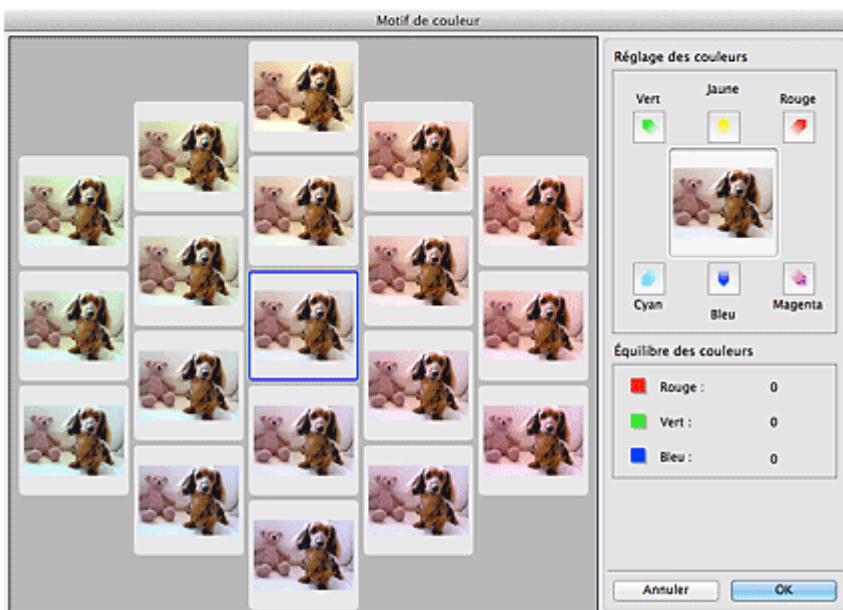 Motif de couleur
Réglage des couleurs
Vert
Jaune
Rouge
Cyan
Bleu
Magenta
Équilibre des couleurs
Rouge : 0
Vert : 0
Bleu : 0
Annuler
OK